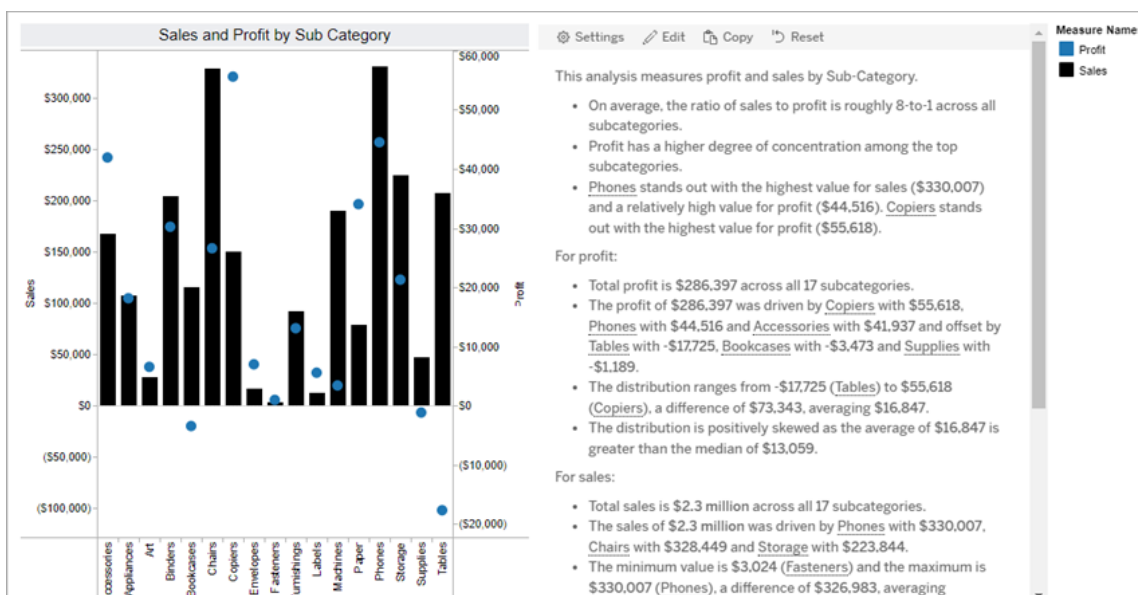 Sales and Profit by Sub Category
$300,000
$250,000
$200,000
$150,000
$100,000
$50,000
$0
($50,000)
($100,000)
Sales
$60,000
$50,000
$40,000
$30,000
$20,000
$10,000
$0
($10,000)
($20,000)
Profit
ccessories
Appliances
Art
Binders
Bookcases
Chairs
Copiers
Envelopes
Fasteners
urnishings
Labels
Machines
Paper
Phones
Storage
Supplies
Tables
Settings Edit Copy Reset
This analysis measures profit and sales by Sub-Category.
• On average, the ratio of sales to profit is roughly 8-to-1 across all
subcategories.
• Profit has a higher degree of concentration among the top
subcategories.
• Phones stands out with the highest value for sales ($330,007)
and a relatively high value for profit ($44,516). Copiers stands
out with the highest value for profit ($55,618).
For profit:
• Total profit is $286,397 across all 17 subcategories.
• The profit of $286,397 was driven by Copiers with $55,618,
Phones with $44,516 and Accessories with $41,937 and offset by
Tables with -$17,725, Bookcases with -$3,473 and Supplies with
-$1,189.
• The distribution ranges from -$17,725 (Tables) to $55,618
(Copiers), a difference of $73,343, averaging $16,847.
• The distribution is positively skewed as the average of $16,847 is
greater than the median of $13,059.
For sales:
• Total sales is $2.3 million across all 17 subcategories.
• The sales of $2.3 million was driven by Phones with $330,007,
Chairs with $328,449 and Storage with $223,844.
• The minimum value is $3,024 (Fasteners) and the maximum is
$330,007 (Phones), a difference of $326,983, averaging
Measure Name
Profit
Sales